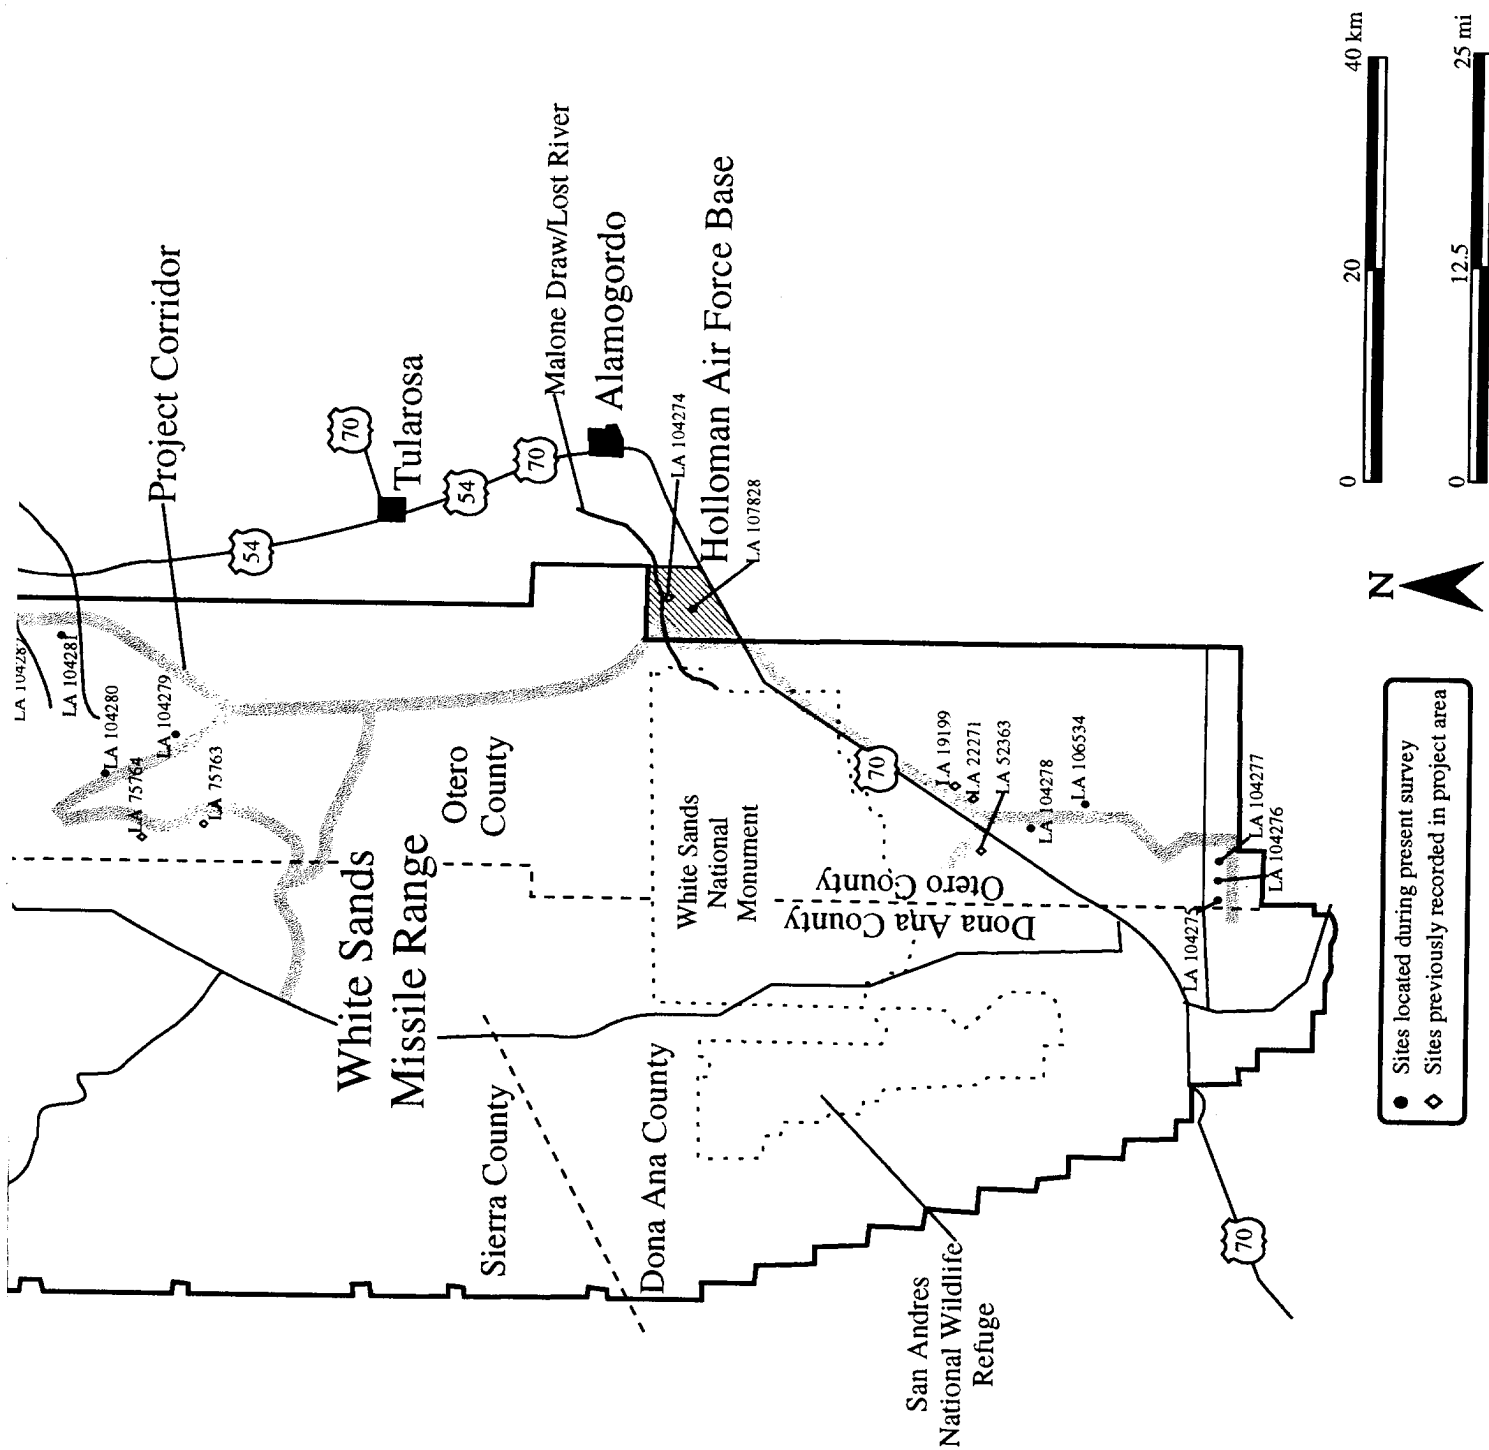 LA 104281
LA 104280
LA 104279
LA 75764
LA 75763
Project Corridor
54
70
Tularosa
54
70
Malone Draw/Lost River
Alamogordo
LA 104274
Holloman Air Force Base
LA 107828
White Sands
Missile Range
Otero
County
White Sands
National
Monument
Otero County
Dona Ana County
Sierra County
Dona Ana County
San Andres
National Wildlife
Refuge
70
LA 19199
LA 22271
LA 52363
LA 104278
LA 106534
LA 104277
LA 104276
LA 104275
70
N
0
20
40 km
0
12.5
25 mi
Sites located during present survey
Sites previously recorded in project area